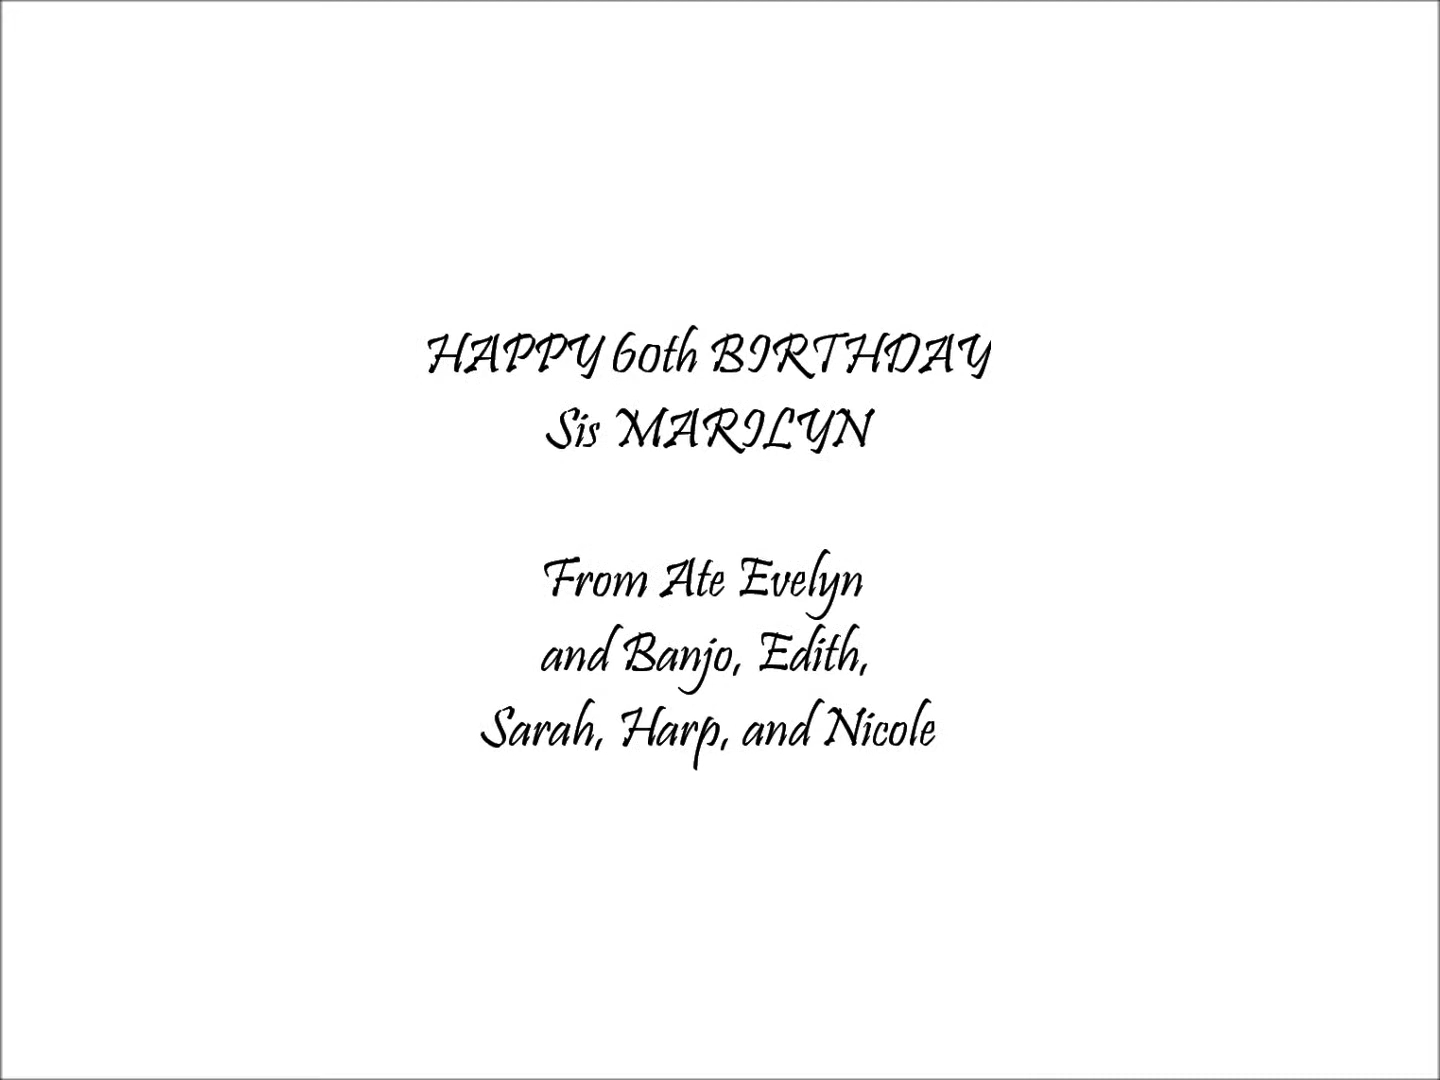 HAPPY 60th BIRTHDAY
Sis MARILYN
From Ate Evelyn
and Banjo, Edith,
Sarah, Harp, and Nicole